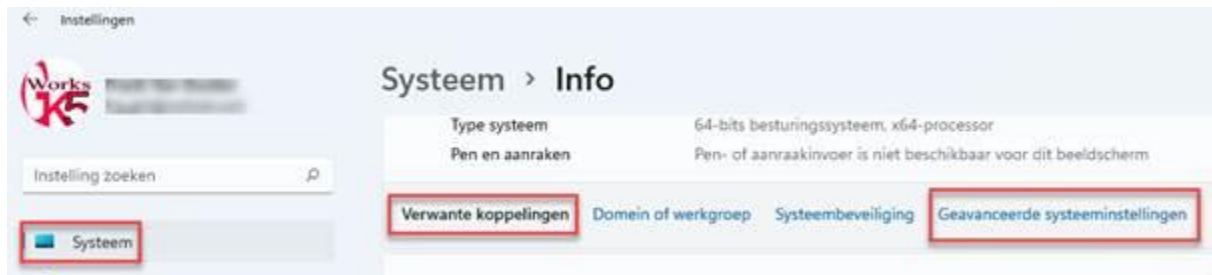 Instellingen
Works
K5
Systeem > Info
Type systeem 64-bits besturingssysteem, x64-processor
Pen en aanraken Pen- of aanraakinvoer is niet beschikbaar voor dit beeldscherm
Instelling zoeken
Verwante koppelingen Domein of werkgroep Systeembeveiliging Geavanceerde systeeminstellingen
Systeem